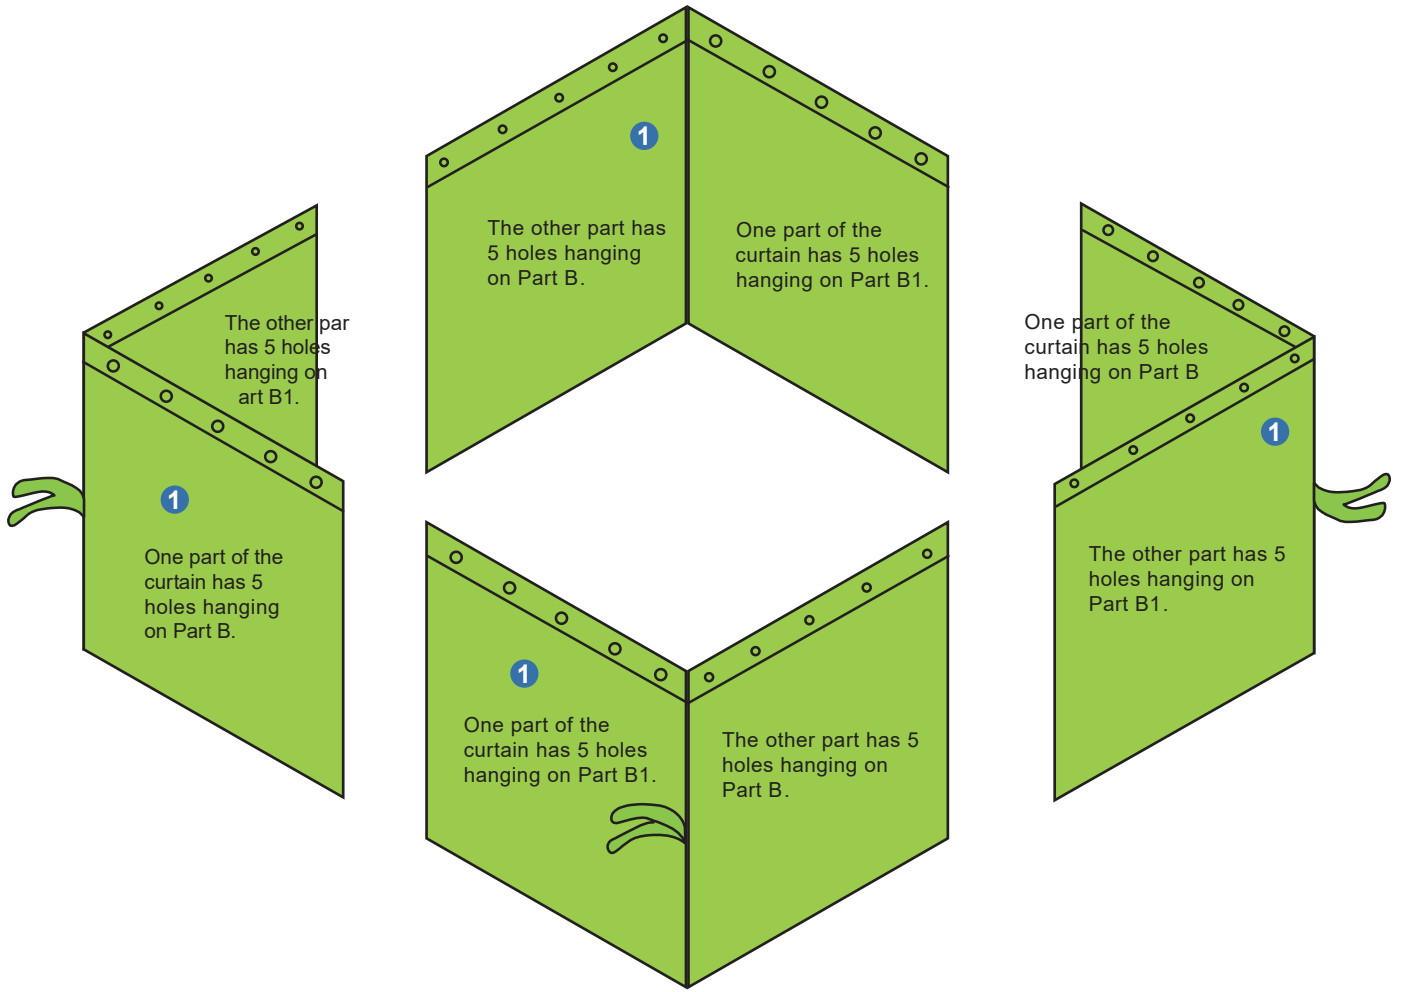 1
The other part has
5 holes hanging
on Part B.
One part of the
curtain has 5 holes
hanging on Part B1.
The other par
has 5 holes
hanging on
art B1.
1
One part of the
curtain has 5
holes hanging
on Part B.
One part of the
curtain has 5 holes
hanging on Part B
1
The other part has 5
holes hanging on
Part B1.
1
One part of the
curtain has 5 holes
hanging on Part B1.
The other part has 5
holes hanging on
Part B.